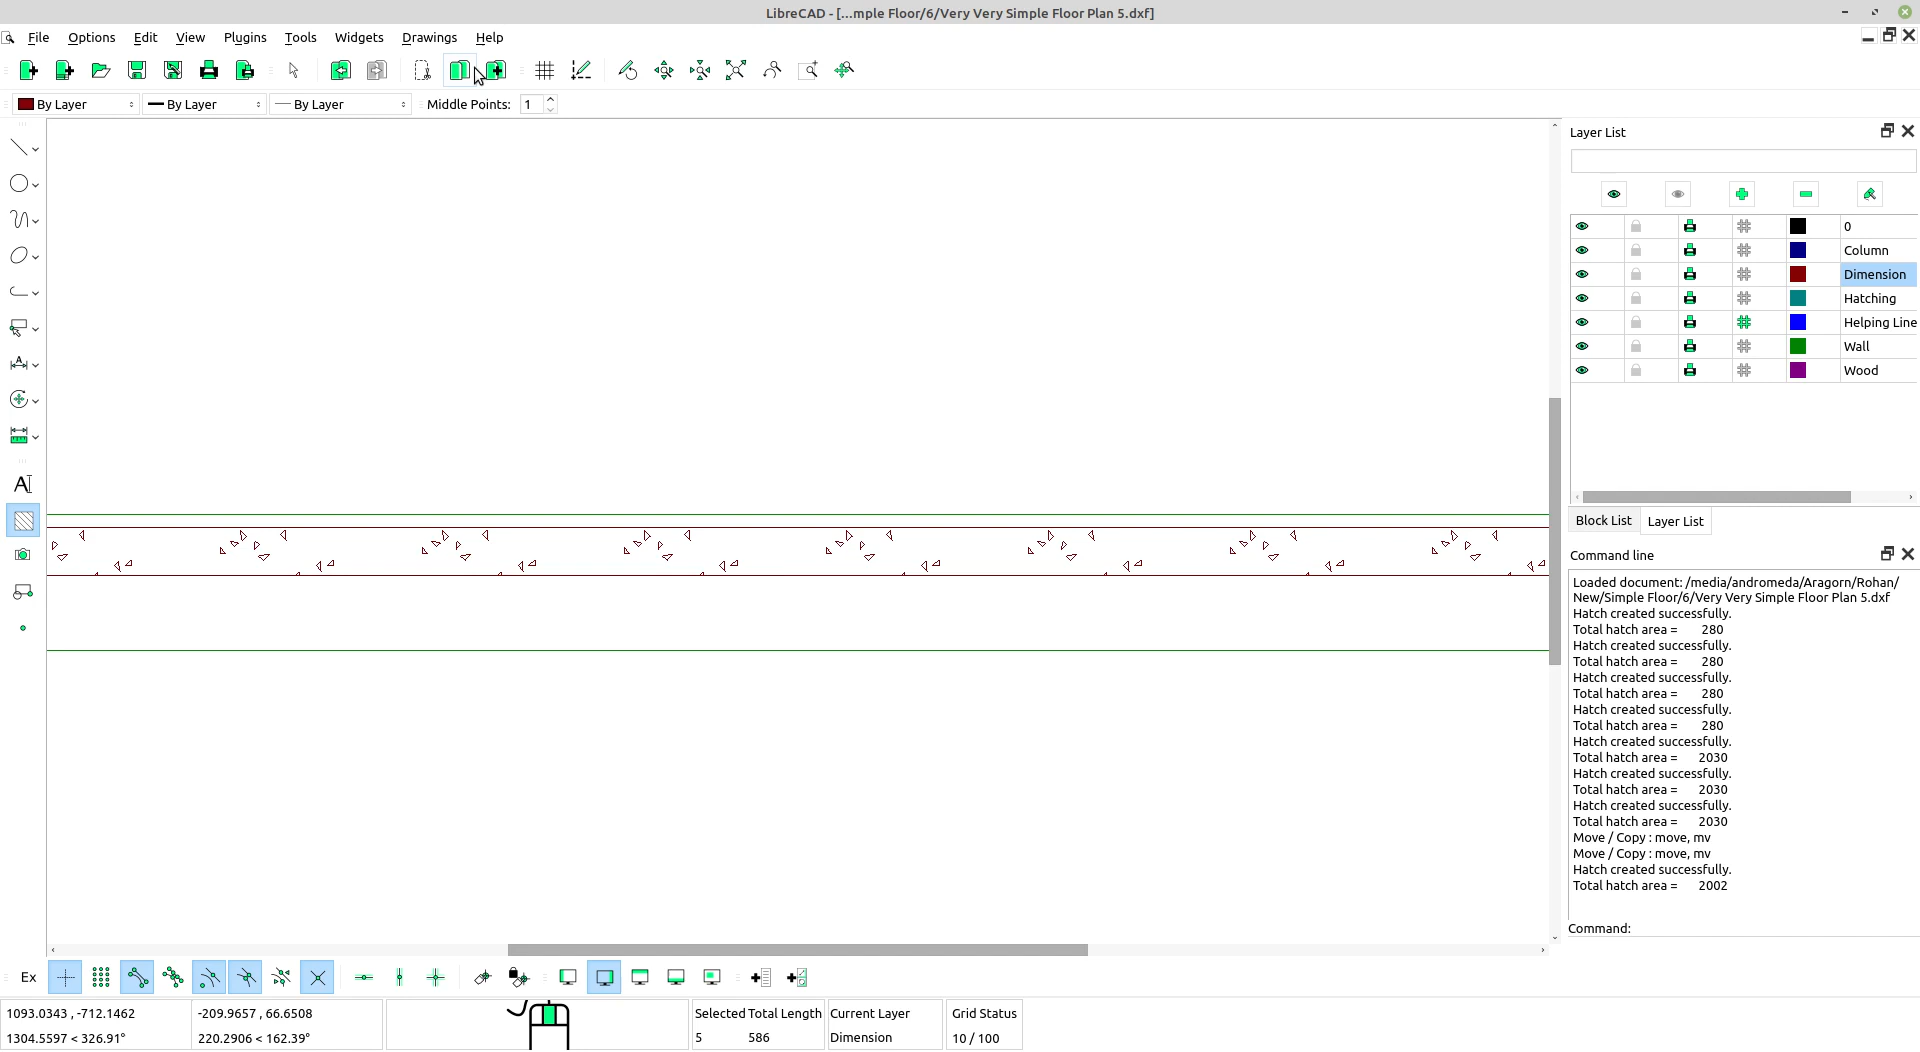 LibreCAD - [...mple Floor/6/Very Very Simple Floor Plan 5.dxf]
File Options Edit View Plugins Tools Widgets Drawings Help
By Layer By Layer By Layer Middle Points: 1
Layer List
0
Column
Dimension
Hatching
Helping Line
Wall
Wood
Block List Layer List
Command line
Loaded document: /media/andromeda/Aragorn/Rohan/
New/Simple Floor/6/Very Very Simple Floor Plan 5.dxf
Hatch created successfully.
Total hatch area = 280
Hatch created successfully.
Total hatch area = 280
Hatch created successfully.
Total hatch area = 280
Hatch created successfully.
Total hatch area = 280
Hatch created successfully.
Total hatch area = 2030
Hatch created successfully.
Total hatch area = 2030
Hatch created successfully.
Total hatch area = 2030
Move / Copy : move, mv
Move / Copy : move, mv
Hatch created successfully.
Total hatch area = 2002
Command:
Ex
1093.0343 , -712.1462 -209.9657 , 66.6508 Selected Total Length Current Layer Grid Status
1304.5597 < 326.91° 220.2906 < 162.39° 5 586 Dimension 10 / 100